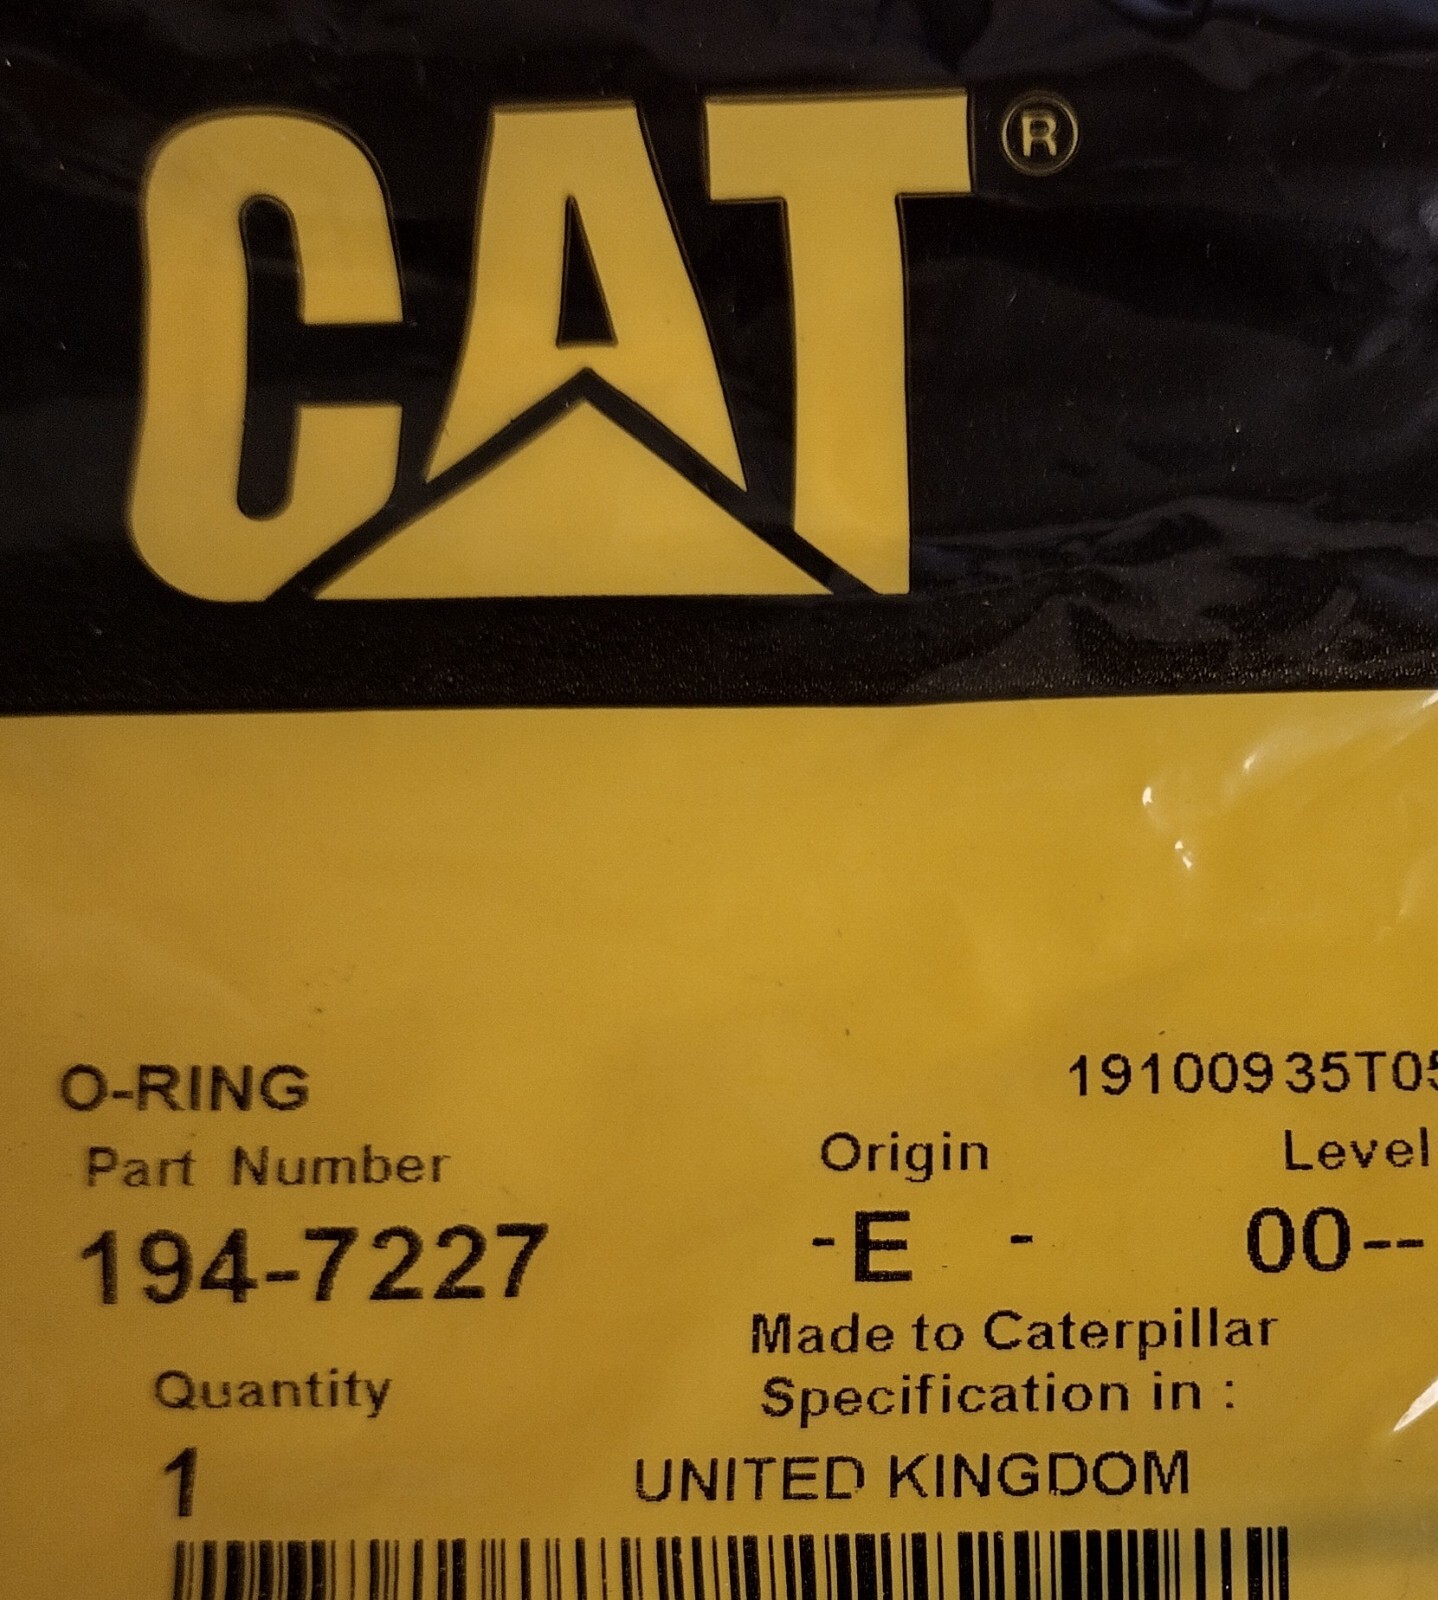 CAT®
O-RING 19100935T05
Part Number Origin Level
194-7227 -E - 00--
Made to Caterpillar
Quantity Specification in :
1 UNITED KINGDOM